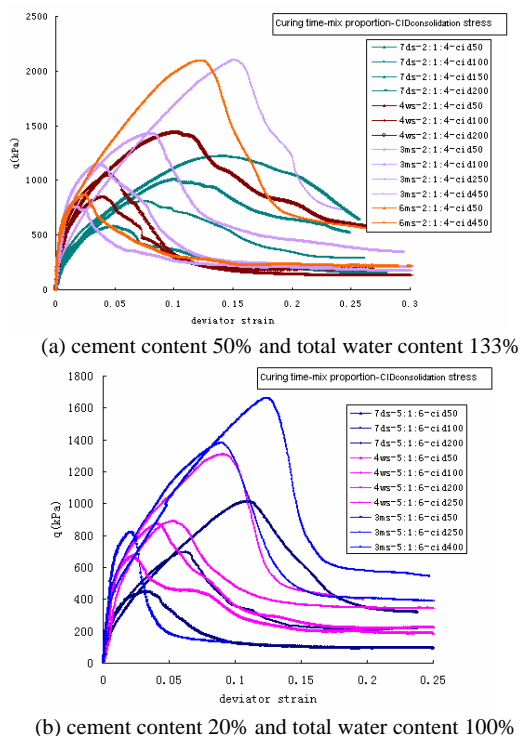 Curing time-mix proportion-CIDconsolidation stress
2500
2000
1500
1000
500
0
q(kPa)
7ds-2:1:4-cid50
7ds-2:1:4-cid100
7ds-2:1:4-cid150
7ds-2:1:4-cid200
4ws-2:1:4-cid50
4ws-2:1:4-cid100
4ws-2:1:4-cid200
3ms-2:1:4-cid50
3ms-2:1:4-cid100
3ms-2:1:4-cid250
3ms-2:1:4-cid450
6ms-2:1:4-cid50
6ms-2:1:4-cid450
0 0.05 0.1 0.15 0.2 0.25 0.3
deviator strain
(a) cement content 50% and total water content 133%
Curing time-mix proportion-CIDconsolidation stress
1800
1600
1400
1200
1000
800
600
400
200
0
q(kPa)
7ds-5:1:6-cid50
7ds-5:1:6-cid100
7ds-5:1:6-cid200
4ws-5:1:6-cid50
4ws-5:1:6-cid100
4ws-5:1:6-cid200
4ws-5:1:6-cid250
3ms-5:1:6-cid50
3ms-5:1:6-cid250
3ms-5:1:6-cid400
0 0.05 0.1 0.15 0.2 0.25
deviator strain
(b) cement content 20% and total water content 100%